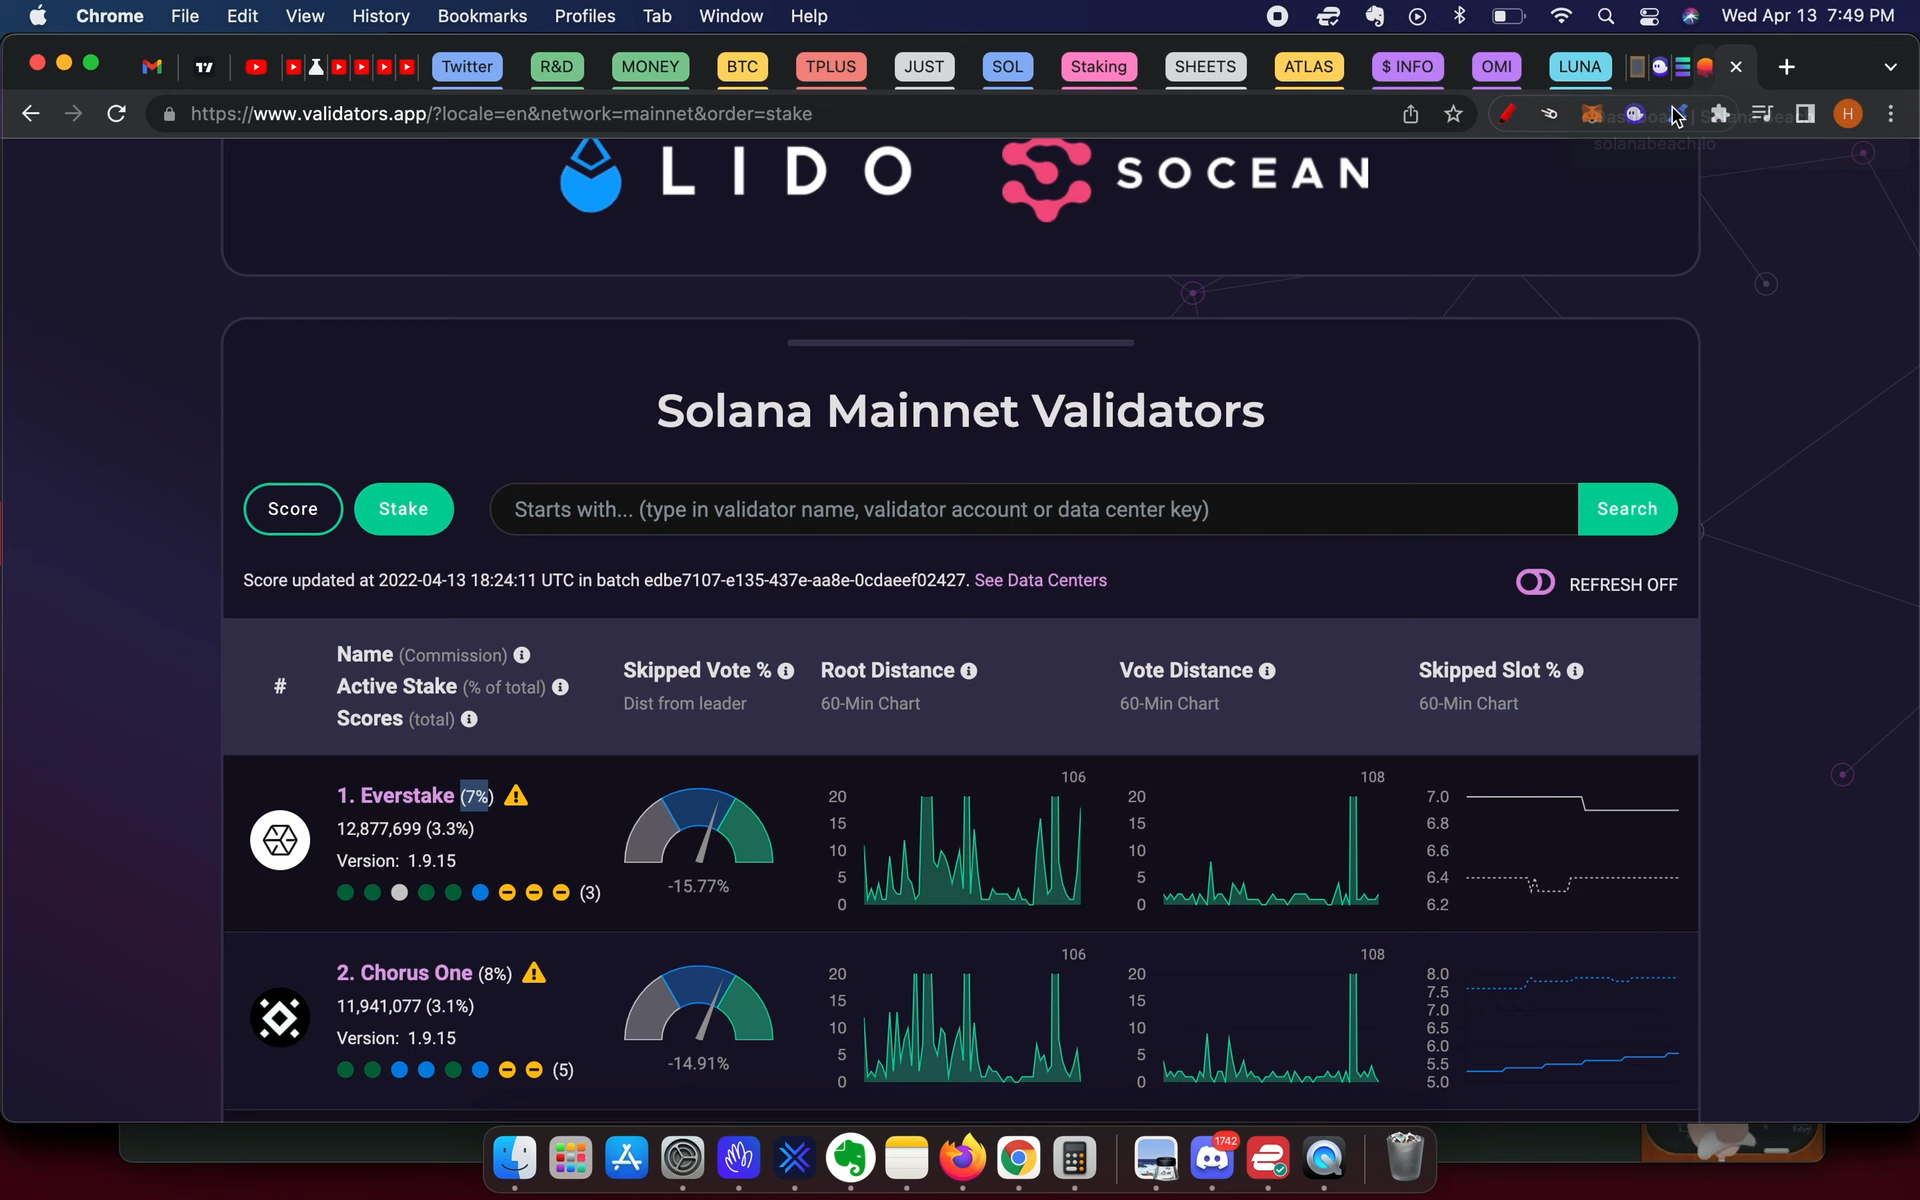 Chrome File Edit View History Bookmarks Profiles Tab Window Help Wed Apr 13 7:49 PM
Twitter R&D MONEY BTC TPLUS JUST SOL Staking SHEETS ATLAS $ INFO OMI LUNA
https://www.validators.app/?locale=en&network=mainnet&order=stake H
solanabeach.io
LIDO SOCEAN
Solana Mainnet Validators
Score Stake Starts with... (type in validator name, validator account or data center key) Search
Score updated at 2022-04-13 18:24:11 UTC in batch edbe7107-e135-437e-aa8e-0cdaeef02427. See Data Centers REFRESH OFF
# Name (Commission)
Active Stake (% of total)
Scores (total)
Skipped Vote %
Dist from leader
Root Distance
60-Min Chart
Vote Distance
60-Min Chart
Skipped Slot %
60-Min Chart
1. Everstake (7%)
12,877,699 (3.3%)
Version: 1.9.15
(3)
-15.77%
106
20
15
10
5
0
108
20
15
10
5
0
7.0
6.8
6.6
6.4
6.2
2. Chorus One (8%)
11,941,077 (3.1%)
Version: 1.9.15
(5)
-14.91%
106
20
15
10
5
0
108
20
15
10
5
0
8.0
7.5
7.0
6.5
6.0
5.5
5.0
1742